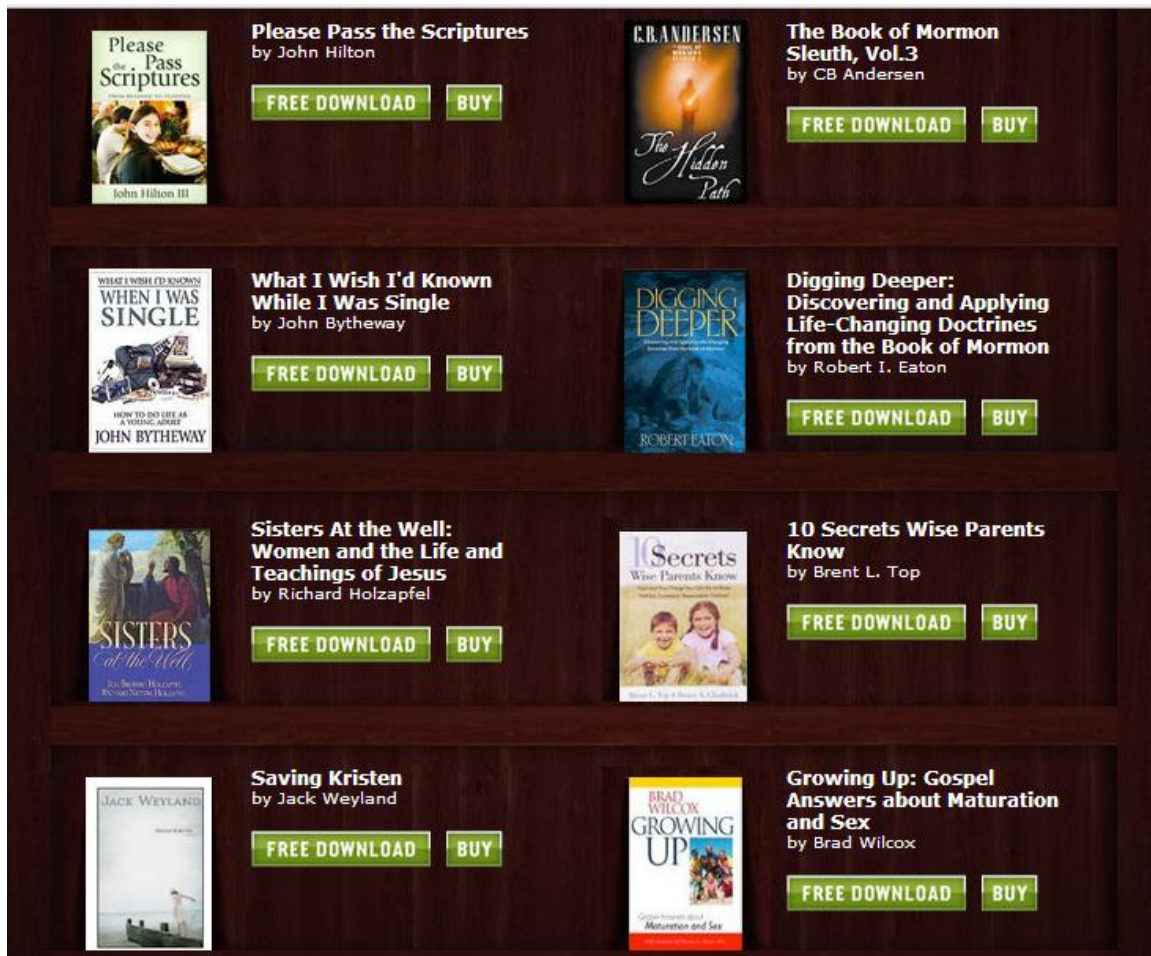 Please
the Pass
Scriptures
John Hilton III
Please Pass the Scriptures
by John Hilton
FREE DOWNLOAD BUY
C.B. ANDERSEN
The Hidden
Path
The Book of Mormon
Sleuth, Vol.3
by CB Andersen
FREE DOWNLOAD BUY
WHAT I WISH I'D KNOWN
WHEN I WAS
SINGLE
HOW TO DO LIFE AS
A YOUNG ADULT
JOHN BYTHEWAY
What I Wish I'd Known
While I Was Single
by John Bytheway
FREE DOWNLOAD BUY
DIGGING
DEEPER
ROBERT EATON
Digging Deeper:
Discovering and Applying
Life-Changing Doctrines
from the Book of Mormon
by Robert I. Eaton
FREE DOWNLOAD BUY
SISTERS
at the Well
Sisters At the Well:
Women and the Life and
Teachings of Jesus
by Richard Holzapfel
FREE DOWNLOAD BUY
10 Secrets
Wise Parents Know
Brent L. Top & Bruce A. Chadwick
10 Secrets Wise Parents
Know
by Brent L. Top
FREE DOWNLOAD BUY
JACK WEYLAND
Saving Kristen
by Jack Weyland
FREE DOWNLOAD BUY
BRAD
WILCOX
GROWING
UP
Gospel Answers about
Maturation and Sex
Growing Up: Gospel
Answers about Maturation
and Sex
by Brad Wilcox
FREE DOWNLOAD BUY